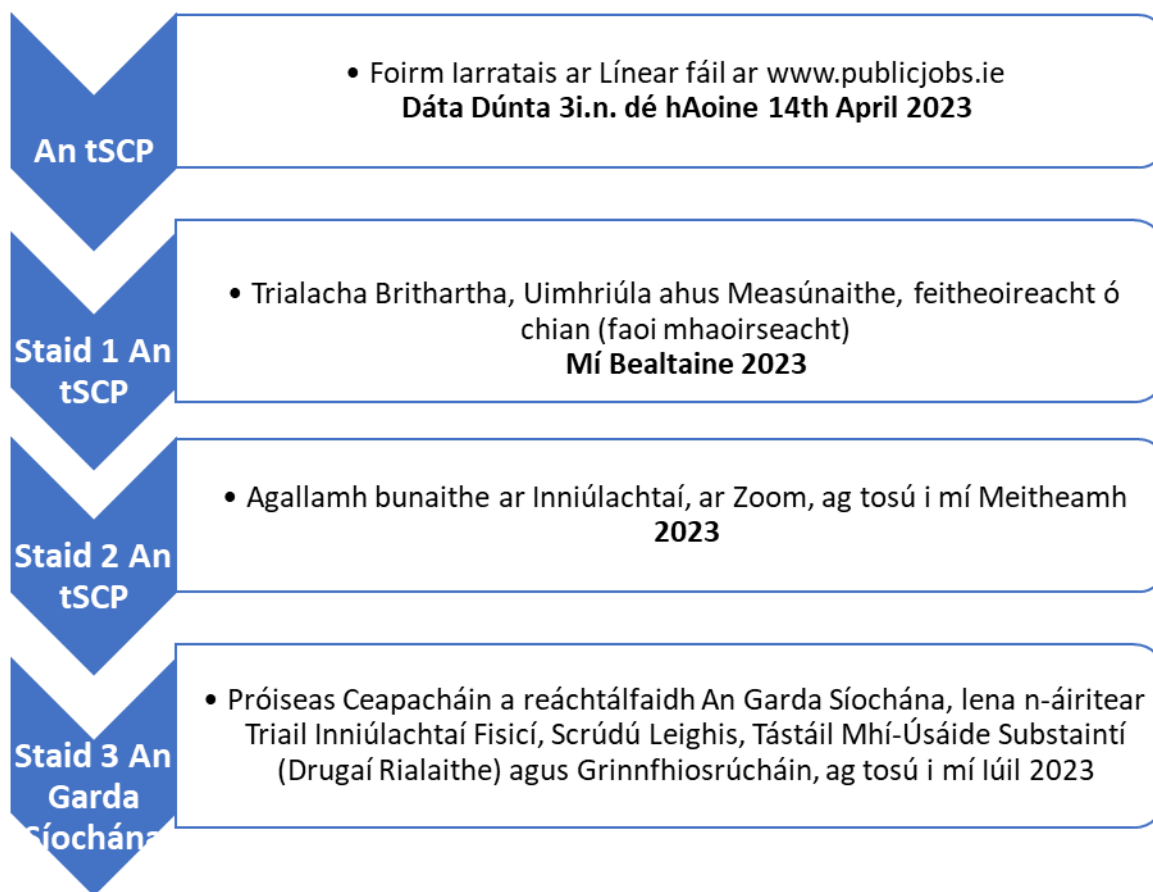 An tSCP
• Foirm Iarratais ar Línear fáil ar www.publicjobs.ie
Dáta Dúnta 3i.n. dé hAoine 14th April 2023
Staid 1 An
tSCP
• Trialacha Brithartha, Uimhriúla ahus Measúnaithe, feitheoireacht ó
chian (faoi mhaoirseacht)
Mí Bealtaine 2023
Staid 2 An
tSCP
• Agallamh bunaithe ar Inniúlachtaí, ar Zoom, ag tosú i mí Meitheamh
2023
Staid 3 An
Garda
Síochána
• Próiseas Ceapacháin a reáchtálfaidh An Garda Síochána, lena n-áiritear
Triail Inniúlachtaí Fisicí, Scrúdú Leighis, Tástáil Mhí-Úsáide Substaintí
(Drugaí Rialaithe) agus Grinnfhiosrúcháin, ag tosú i mí Iúil 2023